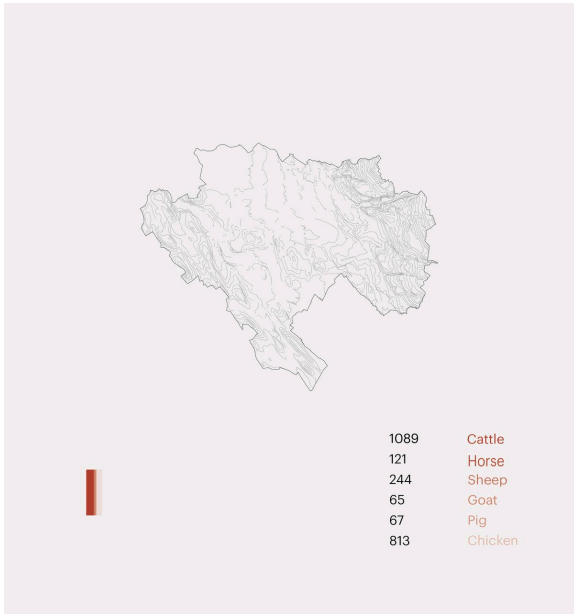 1089 Cattle
121 Horse
244 Sheep
65 Goat
67 Pig
813 Chicken